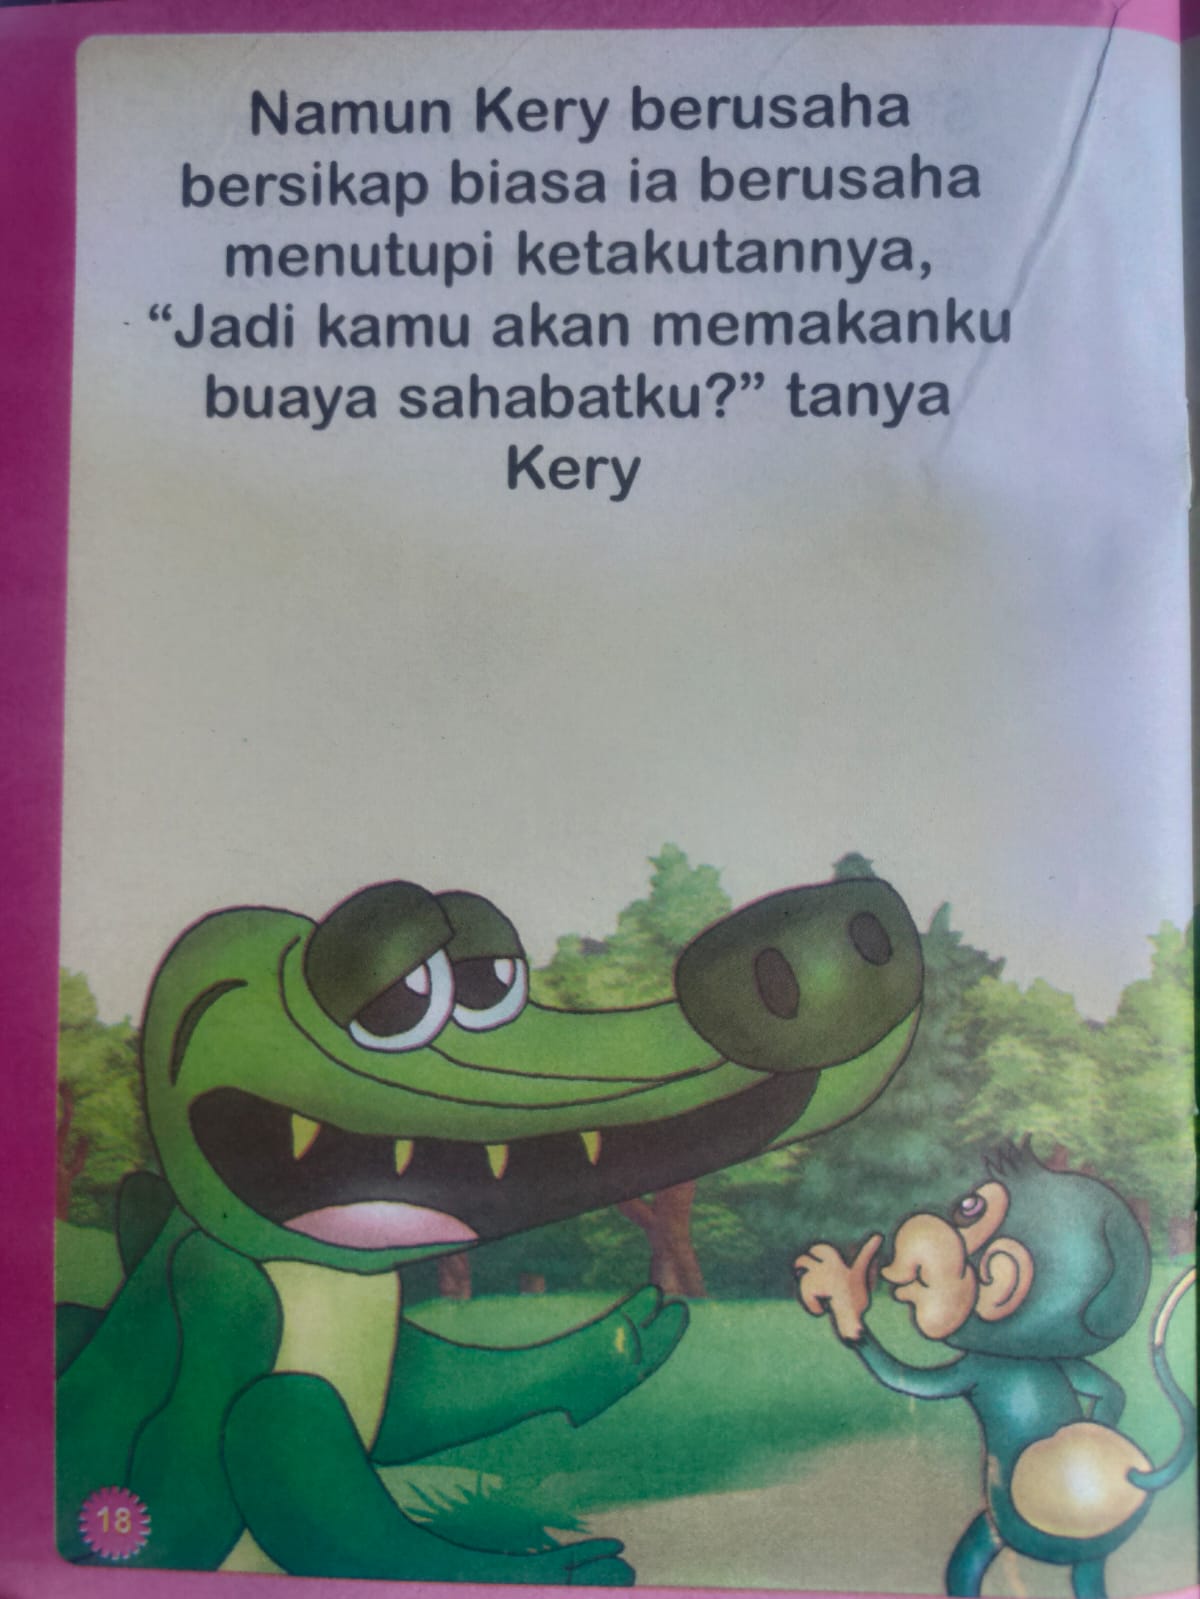 Namun Kery berusaha
bersikap biasa ia berusaha
menutupi ketakutannya,
“Jadi kamu akan memakanku
buaya sahabatku?” tanya
Kery
18